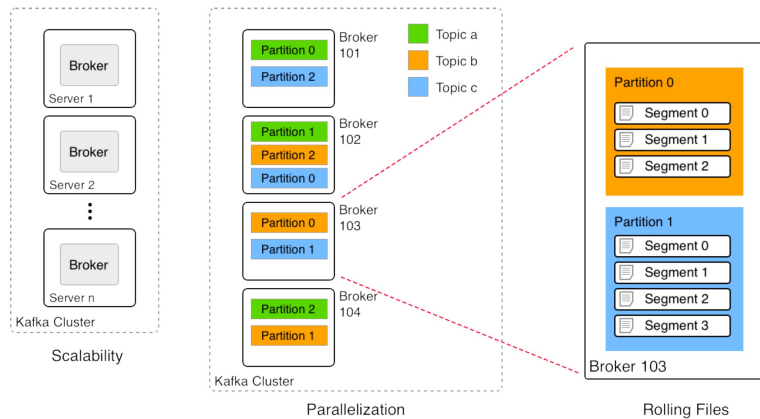 Broker
Server 1
Broker
Server 2
Broker
Server n
Kafka Cluster
Scalability
Partition 0
Partition 2
Broker
101
Partition 1
Partition 2
Partition 0
Broker
102
Partition 0
Partition 1
Broker
103
Partition 2
Partition 1
Broker
104
Topic a
Topic b
Topic c
Kafka Cluster
Parallelization
Partition 0
Segment 0
Segment 1
Segment 2
Partition 1
Segment 0
Segment 1
Segment 2
Segment 3
Broker 103
Rolling Files